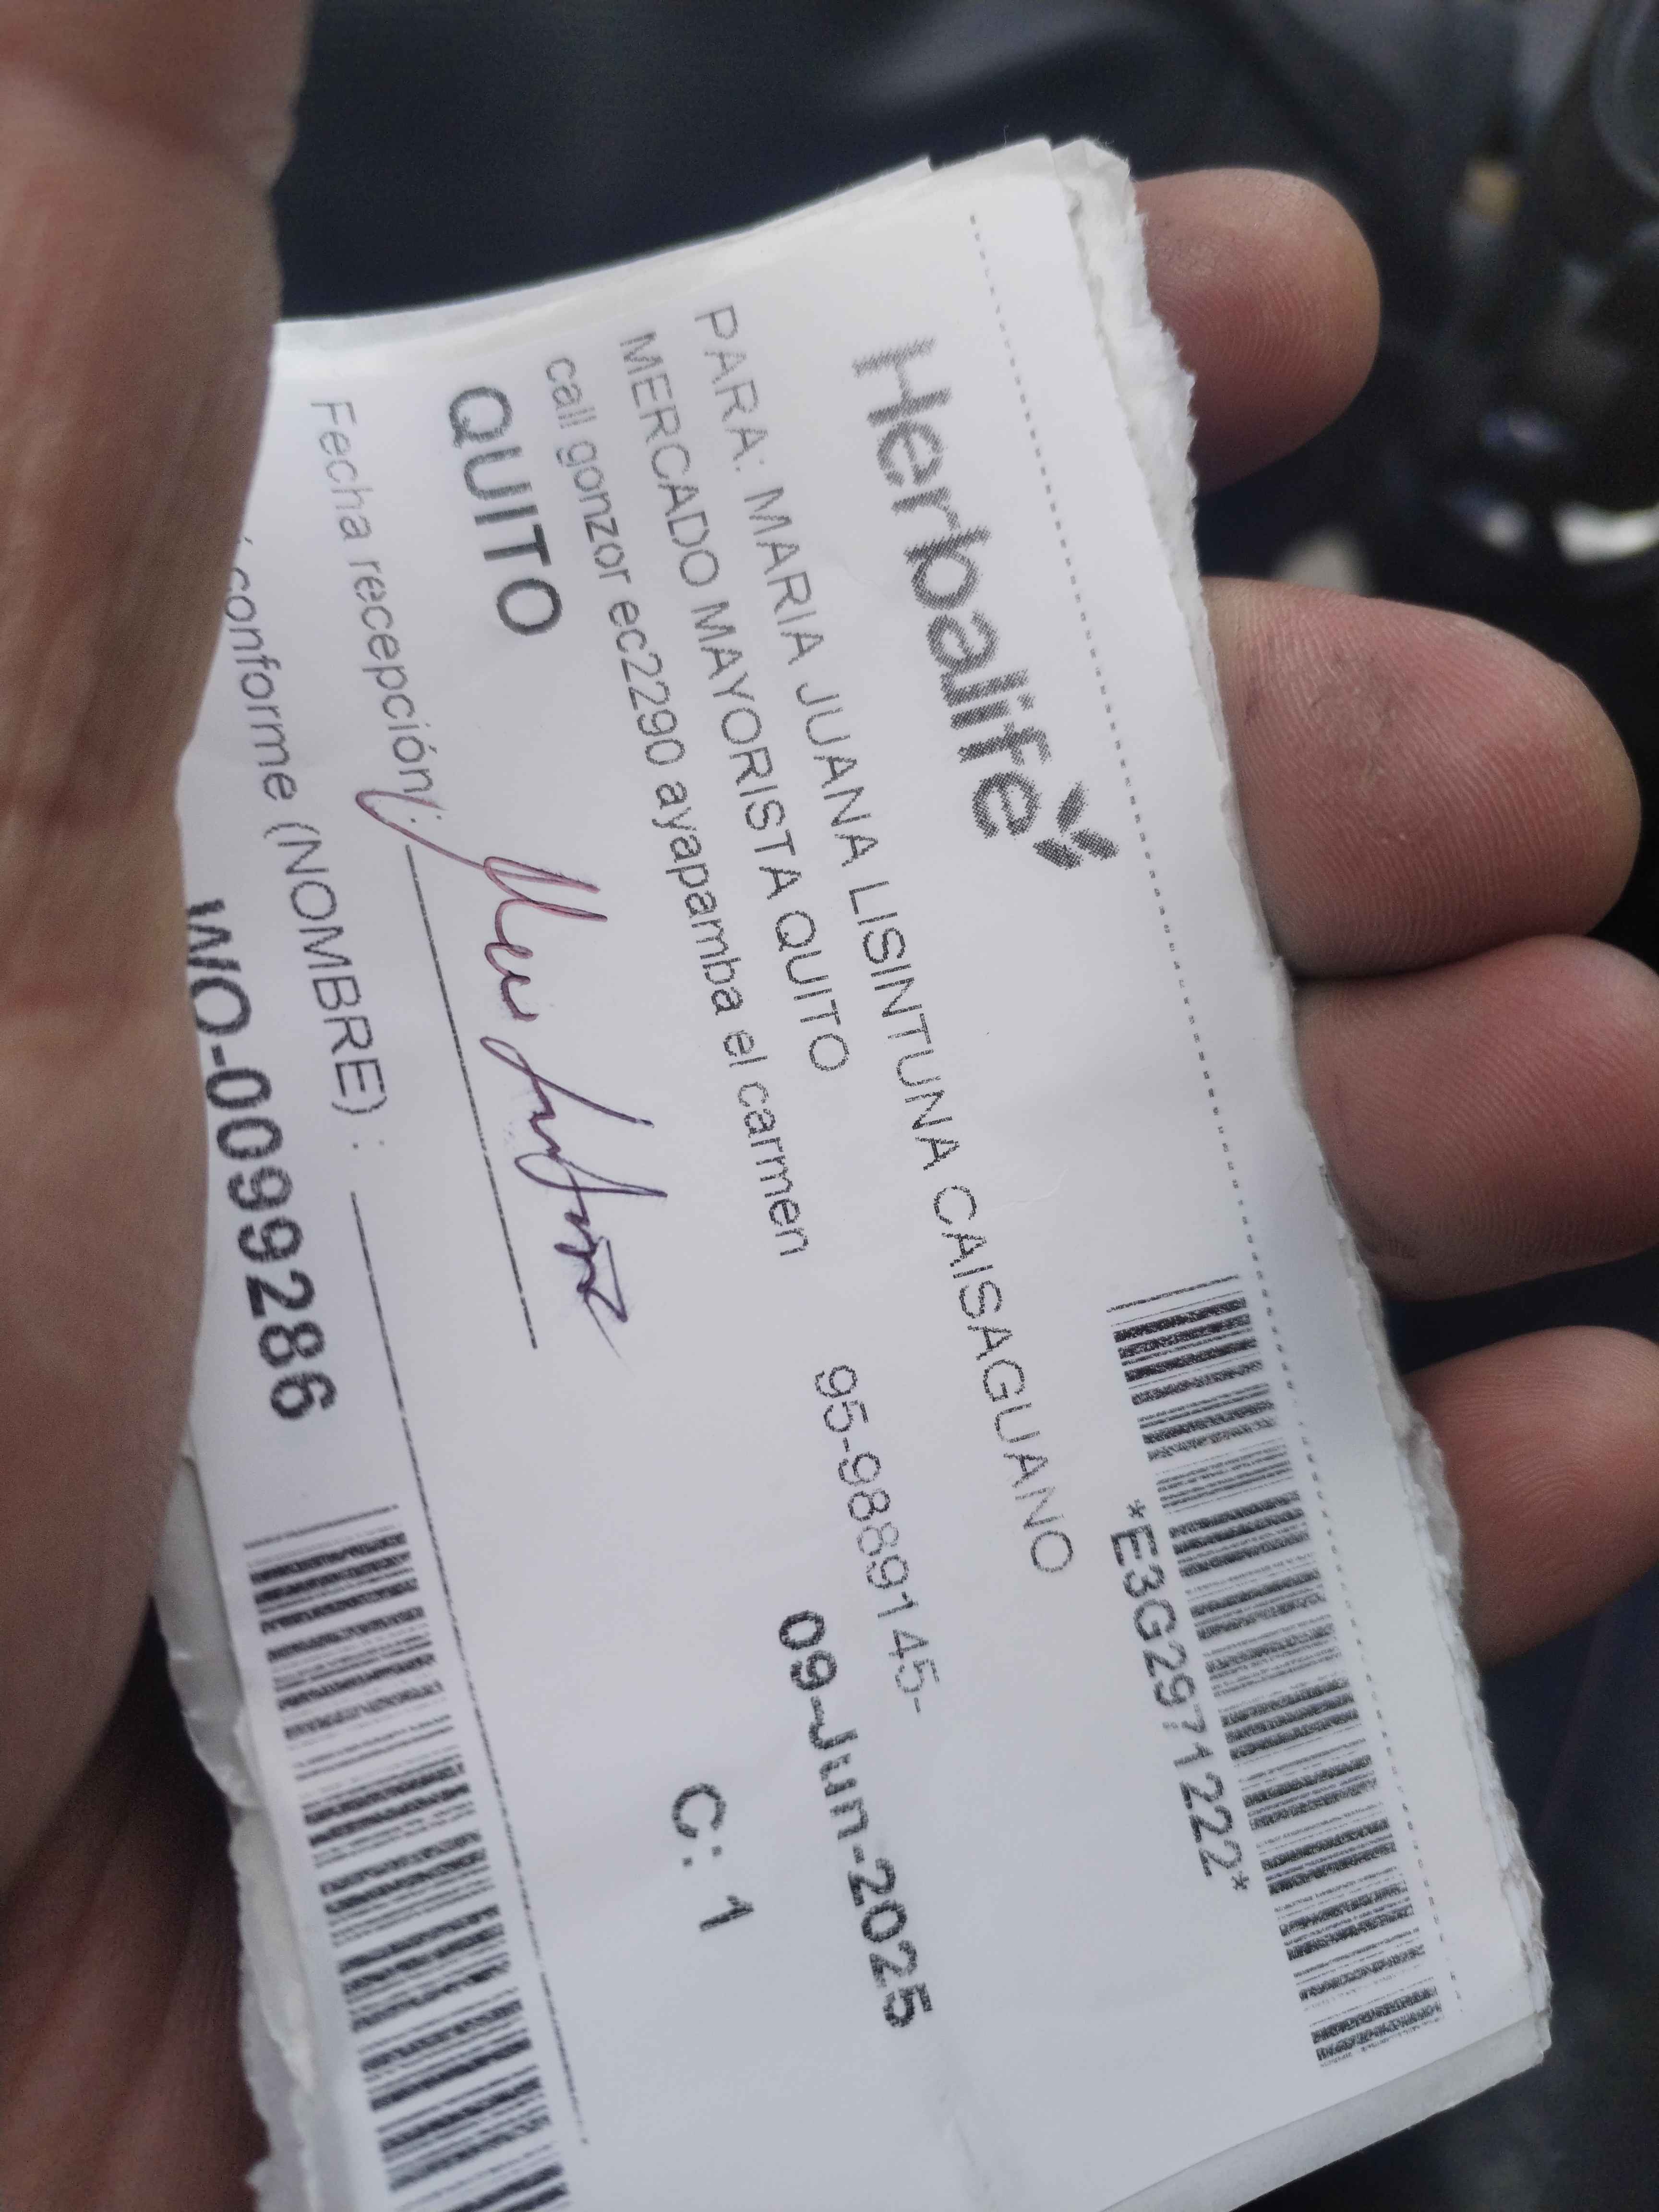 Herbalife
*E3G2971222*
PARA: MARIA JUANA LISINTUNA CAISAGUANO
MERCADO MAYORISTA QUITO
95-9889145-
call gonzor ec2290 ayapamba el carmen
09-Jun-2025
QUITO
C: 1
Fecha recepción:
conforme (NOMBRE) :
WO-0099286